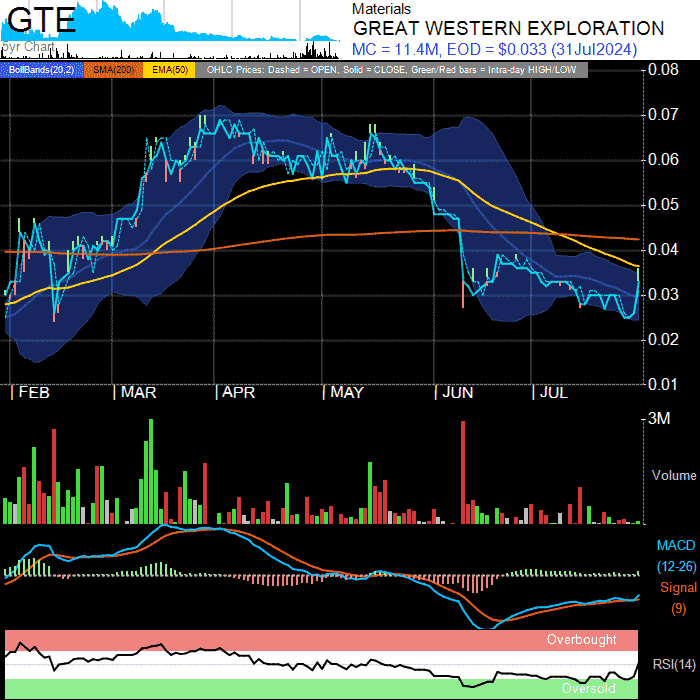 GTE
Materials
GREAT WESTERN EXPLORATION
MC = 11.4M, EOD = $0.033 (31Jul2024)
5yr Chart
BollBands(20,2) SMA(200) EMA(50) OHLC Prices: Dashed = OPEN, Solid = CLOSE, Green/Red bars = Intra-day HIGH/LOW
0.08
0.07
0.06
0.05
0.04
0.03
0.02
0.01
FEB MAR APR MAY JUN JUL
3M
Volume
MACD
(12-26)
Signal
(9)
Overbought
RSI(14)
Oversold